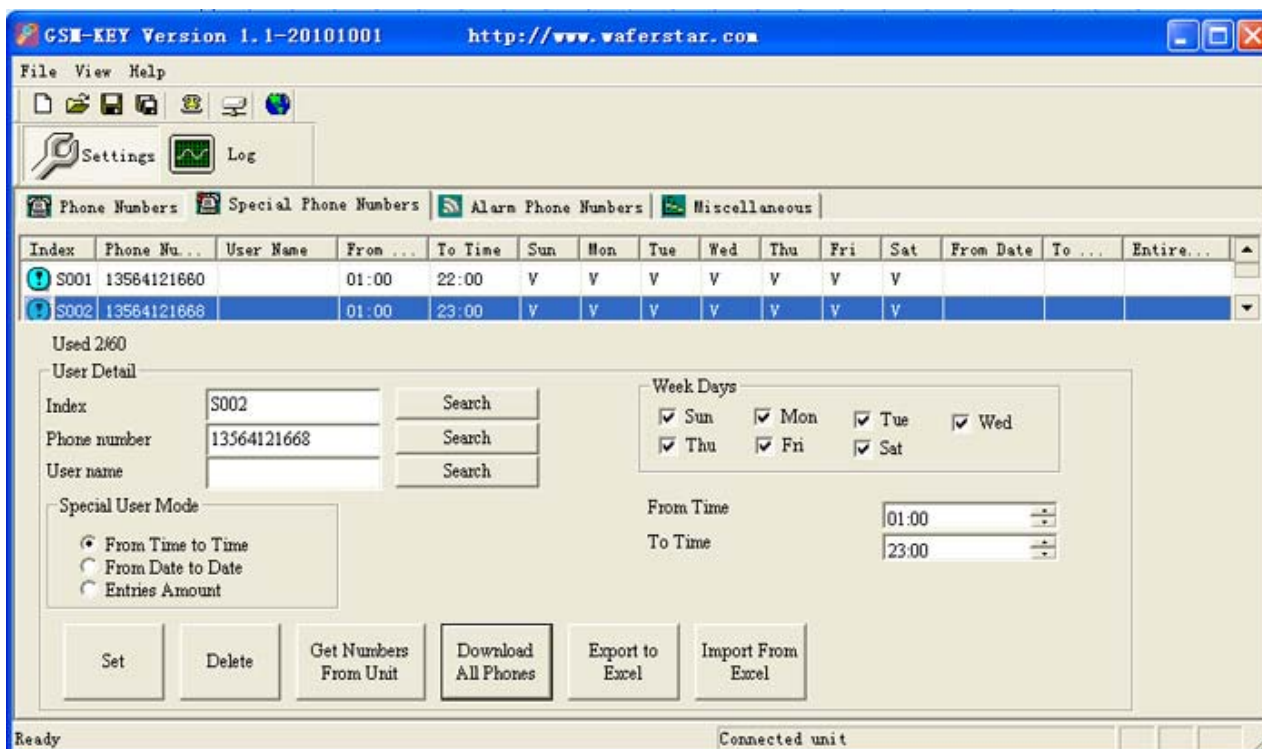 GSM-KEY Version 1.1-20101001 http://www.waferstar.com
File View Help
Settings Log
Phone Numbers Special Phone Numbers Alarm Phone Numbers Miscellaneous
Index Phone Nu... User Name From ... To Time Sun Mon Tue Wed Thu Fri Sat From Date To ... Entire...
S001 13564121660 01:00 22:00 V V V V V V V
S002 13564121668 01:00 23:00 V V V V V V V
Used 2/60
User Detail
Index S002 Search
Phone number 13564121668 Search
User name Search
Week Days
Sun Mon Tue Wed
Thu Fri Sat
Special User Mode
From Time to Time
From Date to Date
Entries Amount
From Time 01:00
To Time 23:00
Set Delete Get Numbers From Unit Download All Phones Export to Excel Import From Excel
Ready Connected unit